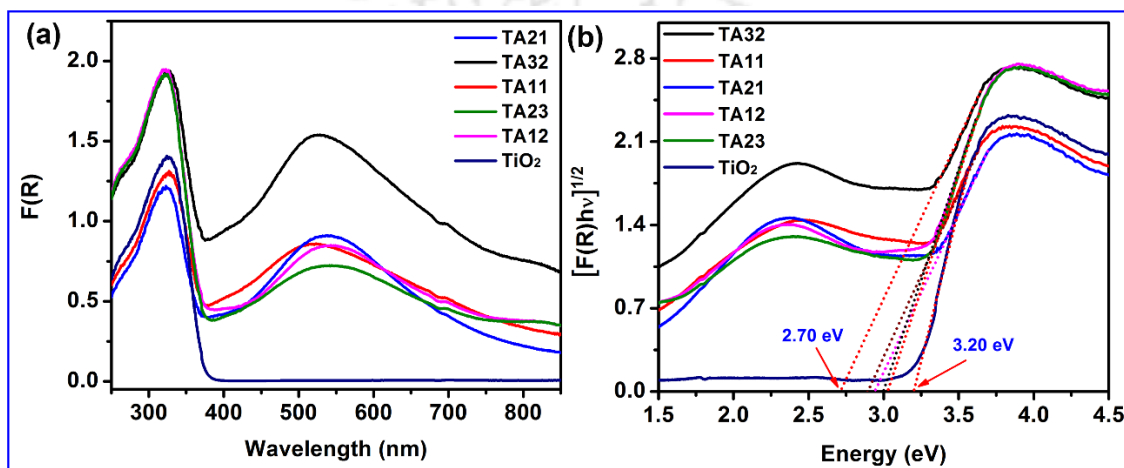 (a)
TA21
TA32
TA11
TA23
TA12
TiO₂
2.0
1.5
1.0
0.5
0.0
F(R)
300 400 500 600 700 800
Wavelength (nm)
(b)
TA32
TA11
TA21
TA12
TA23
TiO₂
2.8
2.1
1.4
0.7
0.0
[F(R)hν]^1/2
2.70 eV
3.20 eV
1.5 2.0 2.5 3.0 3.5 4.0 4.5
Energy (eV)